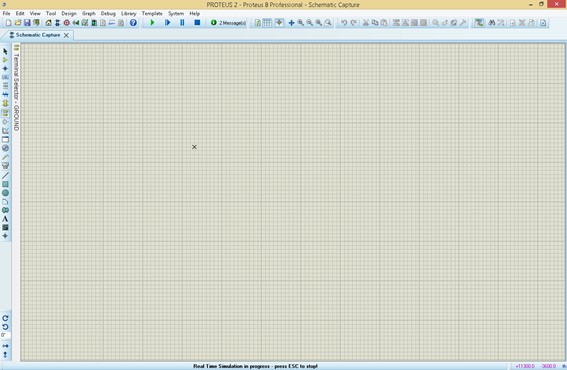 PROTEUS 2 - Proteus 8 Professional - Schematic Capture
File Edit View Tool Design Graph Debug Library Template System Help
2 Message(s)
Schematic Capture
Terminal Selector - GROUND
A
0°
Real Time Simulation in progress - press ESC to stop!
+11300.0 -3600.0 th